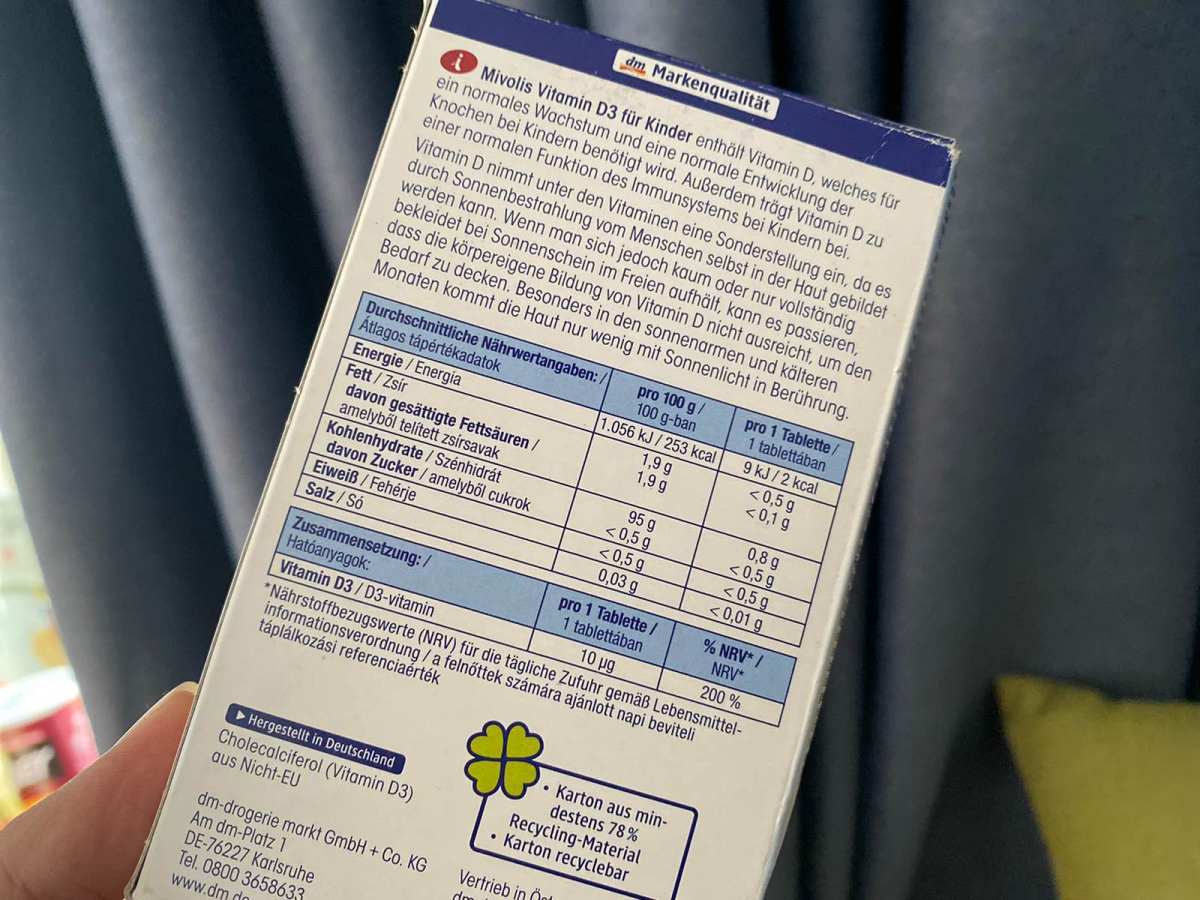 dm Markenqualität
i Mivolis Vitamin D3 für Kinder enthält Vitamin D, welches für
ein normales Wachstum und eine normale Entwicklung der
Knochen bei Kindern benötigt wird. Außerdem trägt Vitamin D zu
einer normalen Funktion des Immunsystems bei Kindern bei.
Vitamin D nimmt unter den Vitaminen eine Sonderstellung ein, da es
durch Sonnenbestrahlung vom Menschen selbst in der Haut gebildet
werden kann. Wenn man sich jedoch kaum oder nur vollständig
bekleidet bei Sonnenschein im Freien aufhält, kann es passieren,
dass die körpereigene Bildung von Vitamin D nicht ausreicht, um den
Bedarf zu decken. Besonders in den sonnenarmen und kälteren
Monaten kommt die Haut nur wenig mit Sonnenlicht in Berührung.
Durchschnittliche Nährwertangaben: / pro 100 g / pro 1 Tablette /
Átlagos tápértékadatok 100 g-ban 1 tablettában
Energie / Energia 1.056 kJ / 253 kcal 9 kJ / 2 kcal
Fett / Zsír 1,9 g < 0,5 g
davon gesättigte Fettsäuren / 1,9 g < 0,1 g
amelyből telített zsírsavak
Kohlenhydrate / Szénhidrát 95 g 0,8 g
davon Zucker / amelyből cukrok < 0,5 g < 0,5 g
Eiweiß / Fehérje < 0,5 g < 0,5 g
Salz / Só 0,03 g < 0,01 g
Zusammensetzung: / pro 1 Tablette / % NRV* /
Hatóanyagok: 1 tablettában NRV*
Vitamin D3 / D3-vitamin 10 µg 200 %
*Nährstoffbezugswerte (NRV) für die tägliche Zufuhr gemäß Lebensmittel-
informationsverordnung / a felnőttek számára ajánlott napi beviteli
táplálkozási referenciaérték
Hergestellt in Deutschland
Cholecalciferol (Vitamin D3)
aus Nicht-EU
dm-drogerie markt GmbH + Co. KG
Am dm-Platz 1
DE-76227 Karlsruhe
Tel. 0800 3658633
www.dm.de
• Karton aus min-
destens 78 %
Recycling-Material
• Karton recyclebar
Vertrieb in
dm-